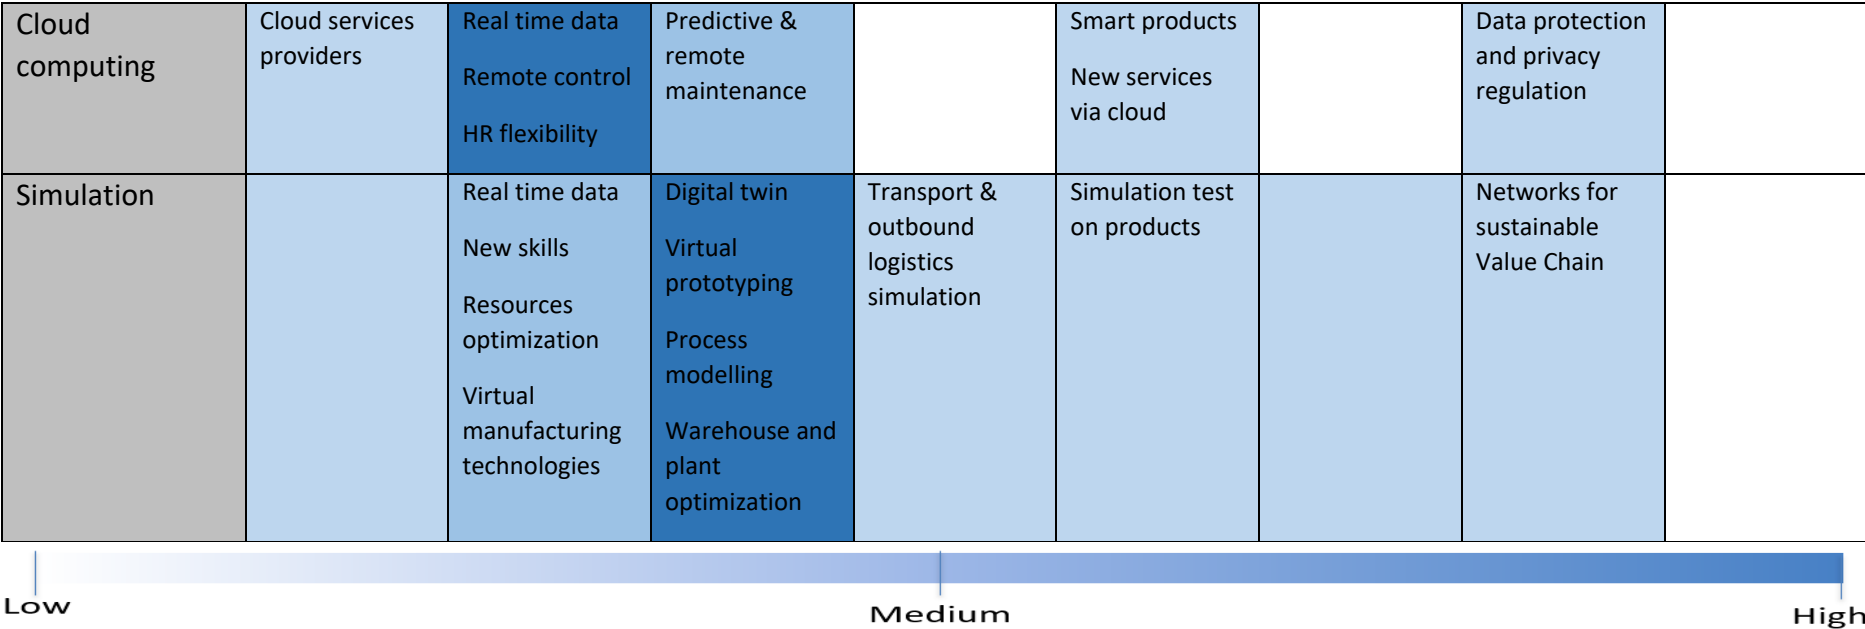 Cloud
computing
Cloud services
providers
Real time data
Remote control
HR flexibility
Predictive &
remote
maintenance
Smart products
New services
via cloud
Data protection
and privacy
regulation
Simulation
Real time data
New skills
Resources
optimization
Virtual
manufacturing
technologies
Digital twin
Virtual
prototyping
Process
modelling
Warehouse and
plant
optimization
Transport &
outbound
logistics
simulation
Simulation test
on products
Networks for
sustainable
Value Chain
Low
Medium
High